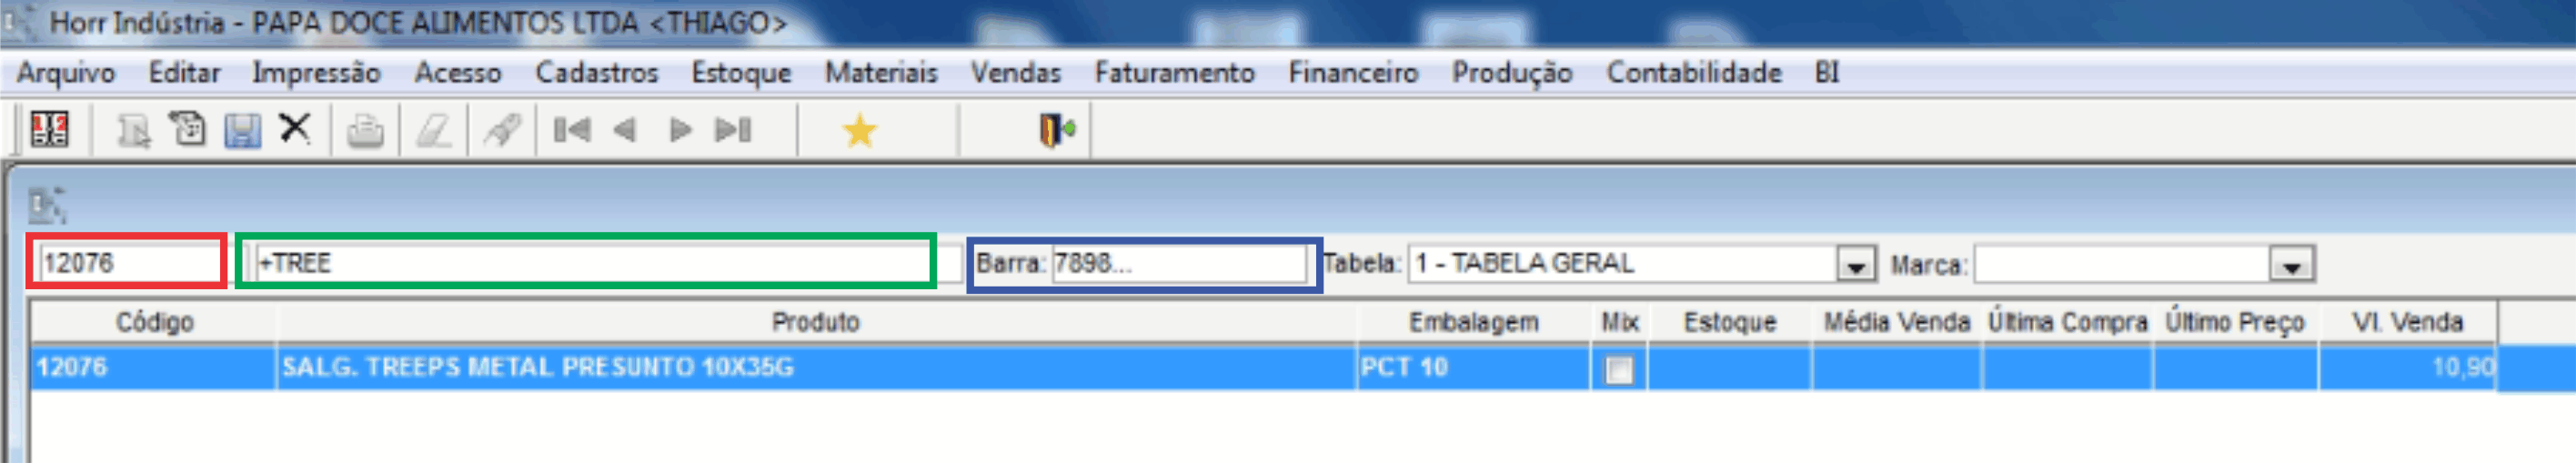 Horr Indústria - PAPA DOCE ALIMENTOS LTDA <THIAGO>
Arquivo Editar Impressão Acesso Cadastros Estoque Materiais Vendas Faturamento Financeiro Produção Contabilidade BI
12076 +TREE Barra: 7898... Tabela: 1 - TABELA GERAL Marca:
Código Produto Embalagem Mix Estoque Média Venda Última Compra Último Preço Vl. Venda
12076 SALG. TREEPS METAL PRESUNTO 10X35G PCT 10 10,90